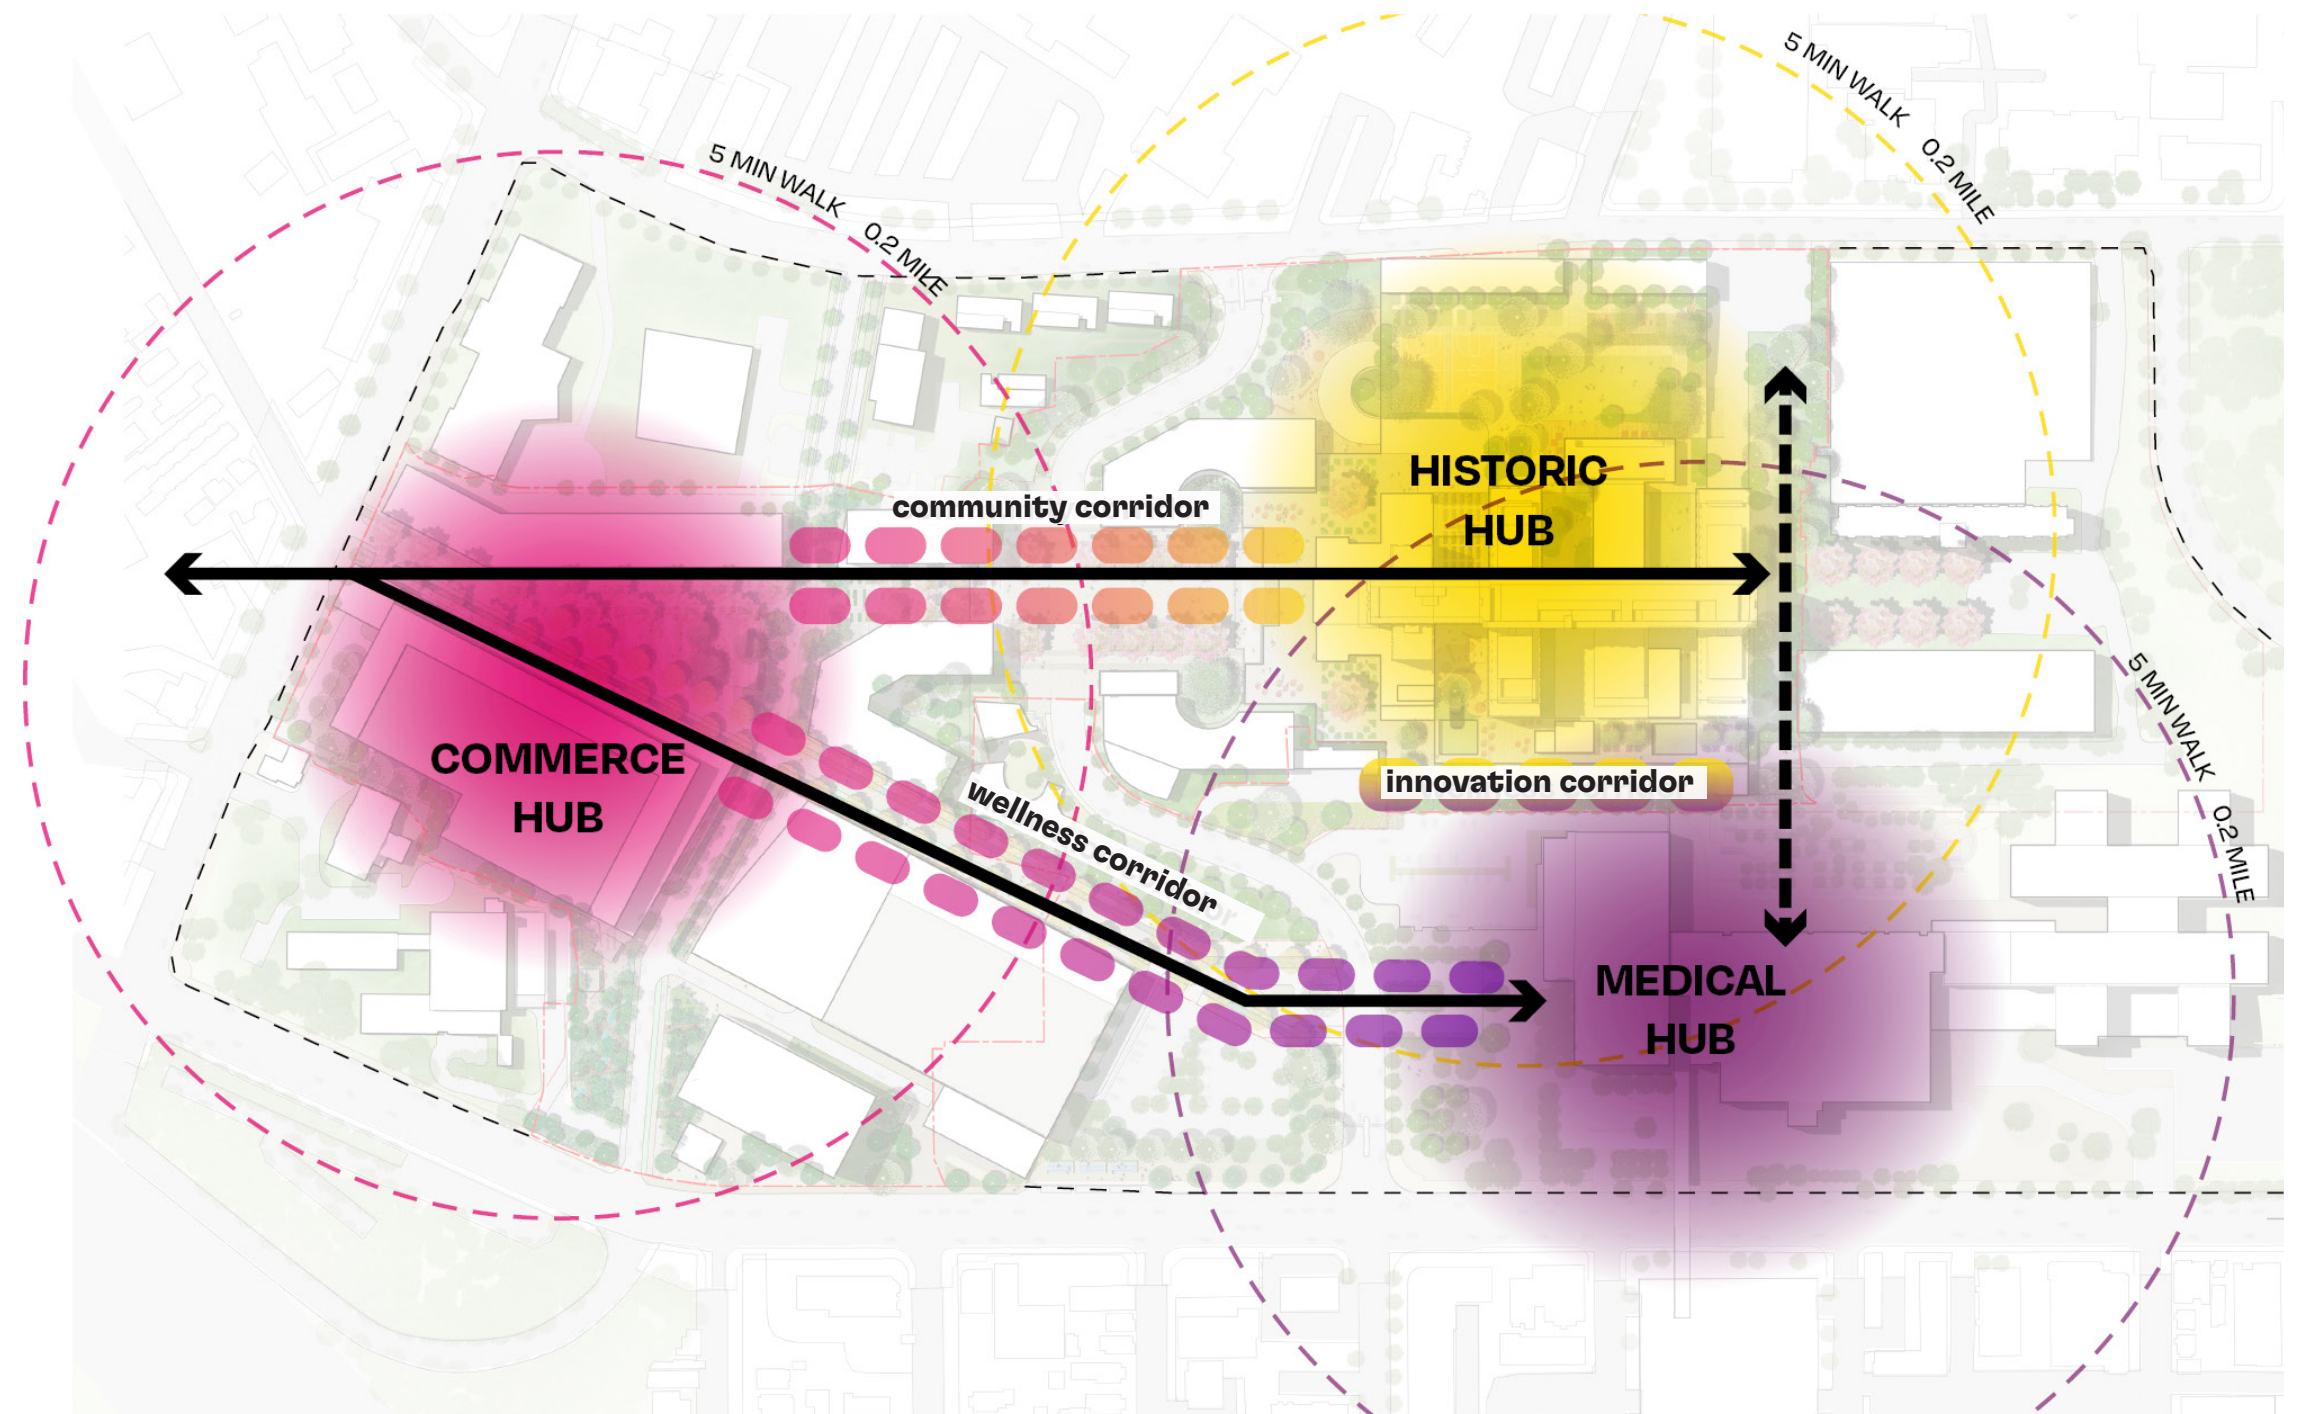 5 MIN WALK 0.2 MILE
5 MIN WALK 0.2 MILE
HISTORIC
HUB
community corridor
COMMERCE
HUB
innovation corridor
wellness corridor
5 MIN WALK 0.2 MILE
MEDICAL
HUB